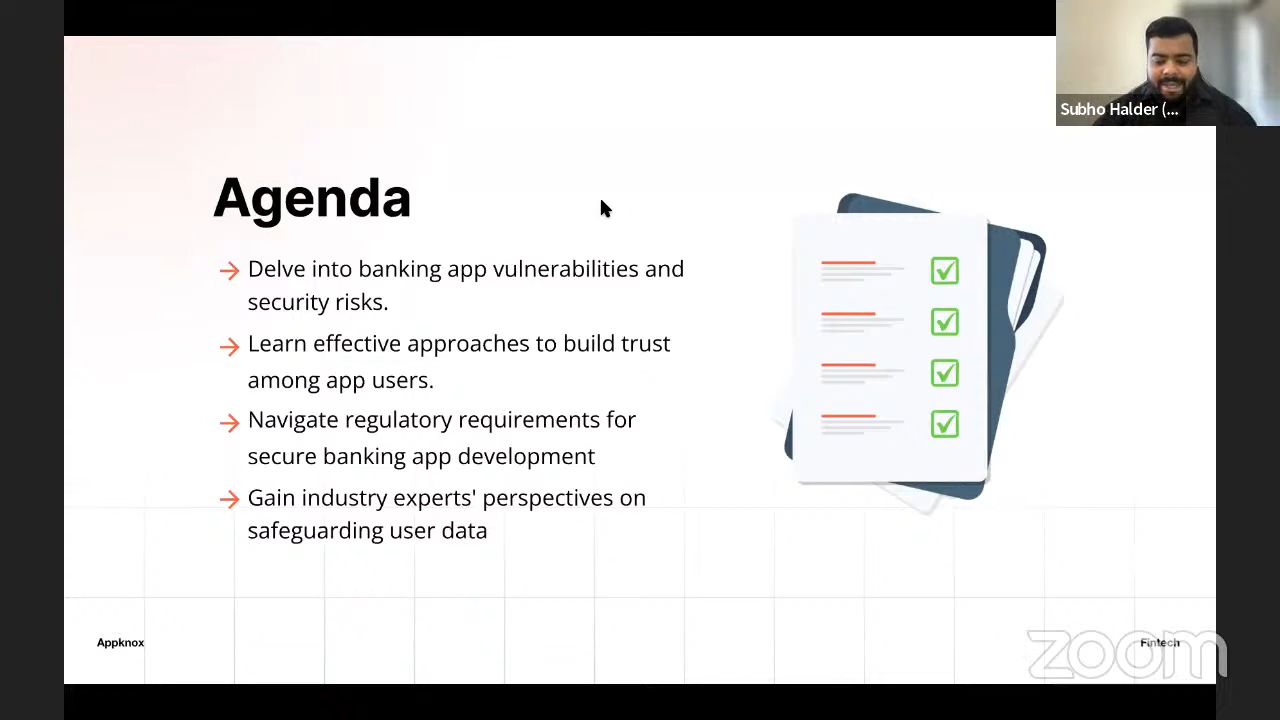 Subho Halder (...
Agenda
Delve into banking app vulnerabilities and
security risks.
Learn effective approaches to build trust
among app users.
Navigate regulatory requirements for
secure banking app development
Gain industry experts' perspectives on
safeguarding user data
Appknox
Fintech
zoom